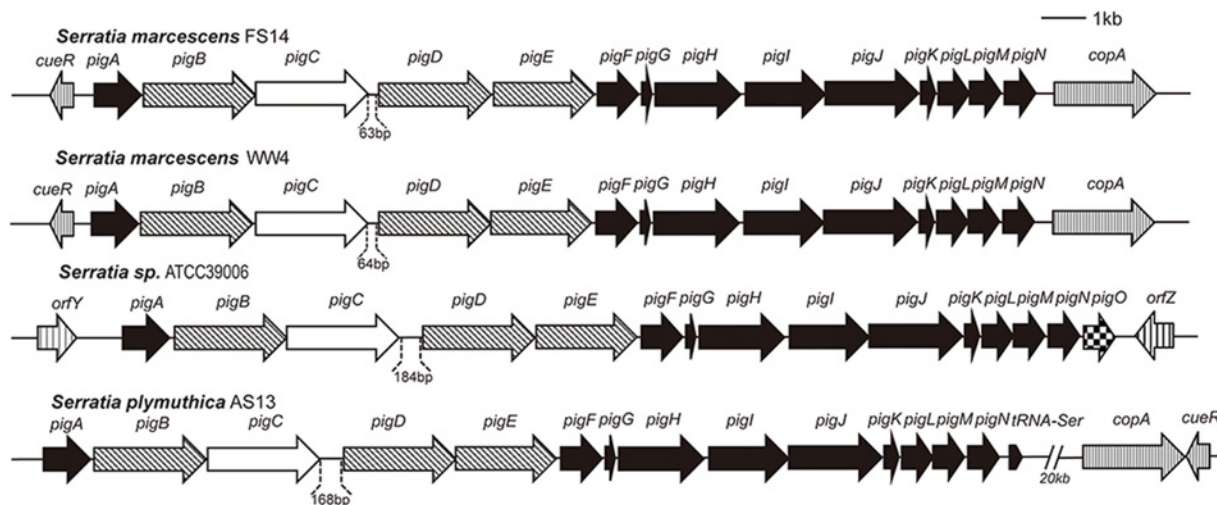 1kb
Serratia marcescens FS14
cueR pigA pigB pigC pigD pigE pigF pigG pigH pigI pigJ pigK pigL pigM pigN copA
63bp
Serratia marcescens WW4
cueR pigA pigB pigC pigD pigE pigF pigG pigH pigI pigJ pigK pigL pigM pigN copA
64bp
Serratia sp. ATCC39006
orfY pigA pigB pigC pigD pigE pigF pigG pigH pigI pigJ pigK pigL pigM pigN pigO orfZ
184bp
Serratia plymuthica AS13
pigA pigB pigC pigD pigE pigF pigG pigH pigI pigJ pigK pigL pigM pigN tRNA-Ser copA cueR
20kb
168bp